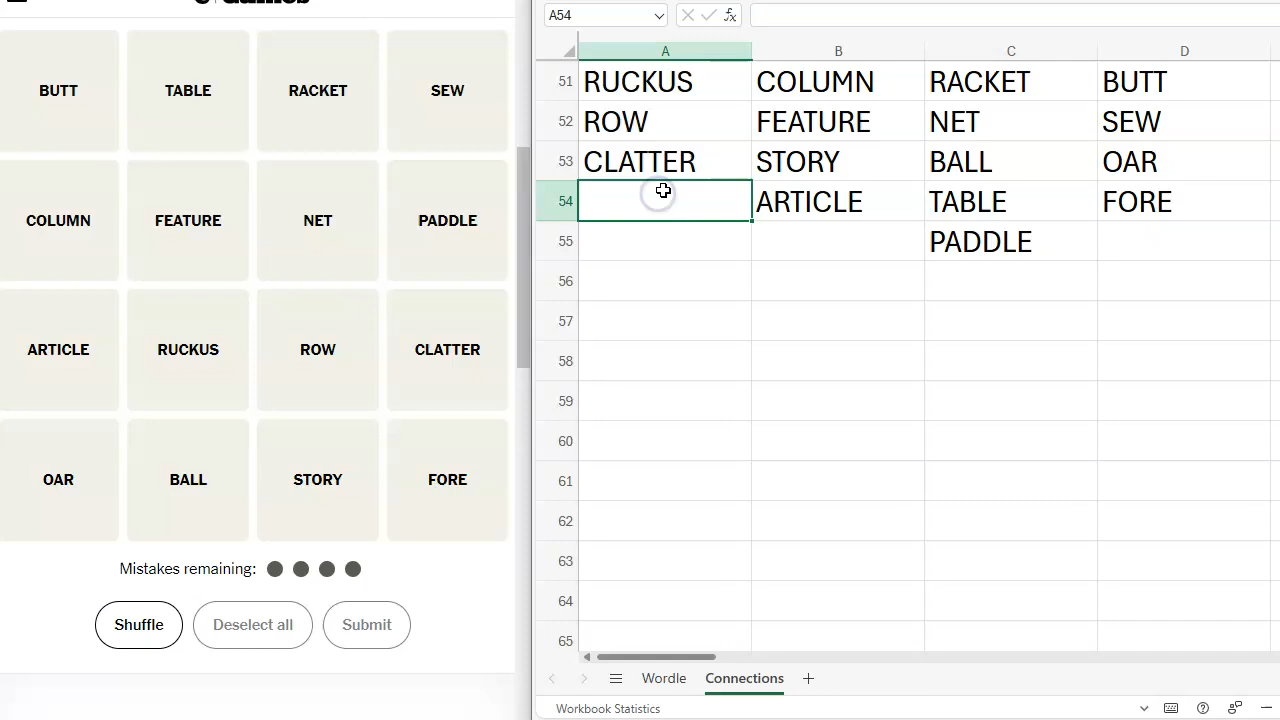 BUTT TABLE RACKET SEW
COLUMN FEATURE NET PADDLE
ARTICLE RUCKUS ROW CLATTER
OAR BALL STORY FORE
Mistakes remaining:
Shuffle Deselect all Submit
A54
fx
A B C D
51 RUCKUS COLUMN RACKET BUTT
52 ROW FEATURE NET SEW
53 CLATTER STORY BALL OAR
54 ARTICLE TABLE FORE
55 PADDLE
56
57
58
59
60
61
62
63
64
65
Wordle Connections
Workbook Statistics